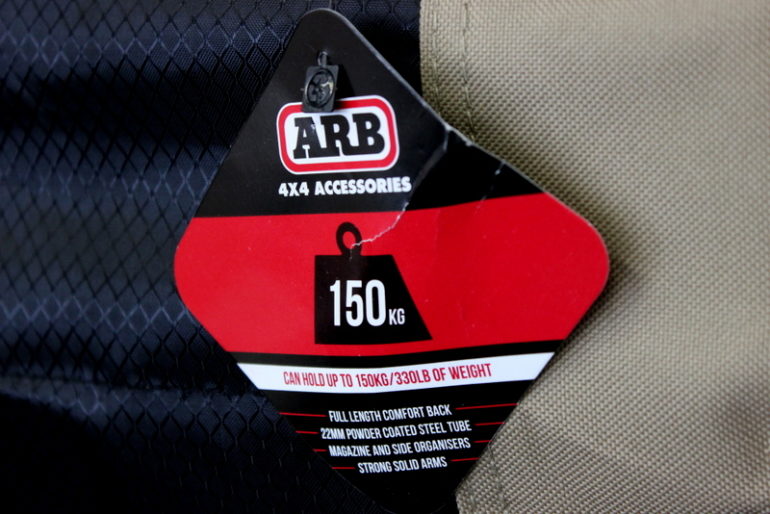 ARB
4X4 ACCESSORIES
150KG
CAN HOLD UP TO 150KG/330LB OF WEIGHT
FULL LENGTH COMFORT BACK
22MM POWDER COATED STEEL TUBE
MAGAZINE AND SIDE ORGANISERS
STRONG SOLID ARMS